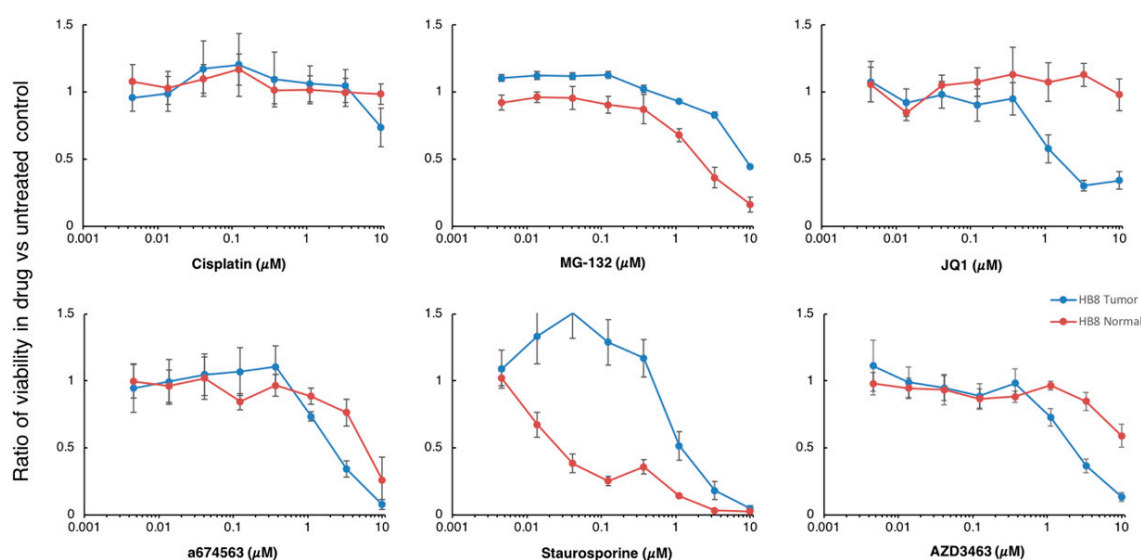 Ratio of viability in drug vs untreated control
1.5
1
0.5
0
0.001 0.01 0.1 1 10
Cisplatin (µM)
1.5
1
0.5
0
0.001 0.01 0.1 1 10
MG-132 (µM)
1.5
1
0.5
0
0.001 0.01 0.1 1 10
JQ1 (µM)
1.5
1
0.5
0
0.001 0.01 0.1 1 10
a674563 (µM)
1.5
1
0.5
0
0.001 0.01 0.1 1 10
Staurosporine (µM)
HB8 Tumor
HB8 Normal
1.5
1
0.5
0
0.001 0.01 0.1 1 10
AZD3463 (µM)